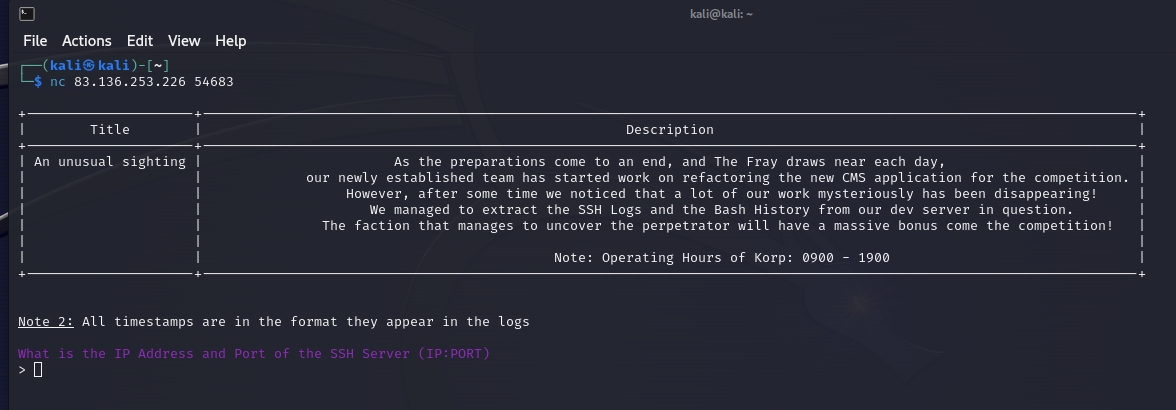 kali@kali: ~
File Actions Edit View Help
┌──(kali㉿kali)-[~]
└─$ nc 83.136.253.226 54683
Title | Description
An unusual sighting | As the preparations come to an end, and The Fray draws near each day,
our newly established team has started work on refactoring the new CMS application for the competition.
However, after some time we noticed that a lot of our work mysteriously has been disappearing!
We managed to extract the SSH Logs and the Bash History from our dev server in question.
The faction that manages to uncover the perpetrator will have a massive bonus come the competition!
Note: Operating Hours of Korp: 0900 - 1900
Note 2: All timestamps are in the format they appear in the logs
What is the IP Address and Port of the SSH Server (IP:PORT)
>